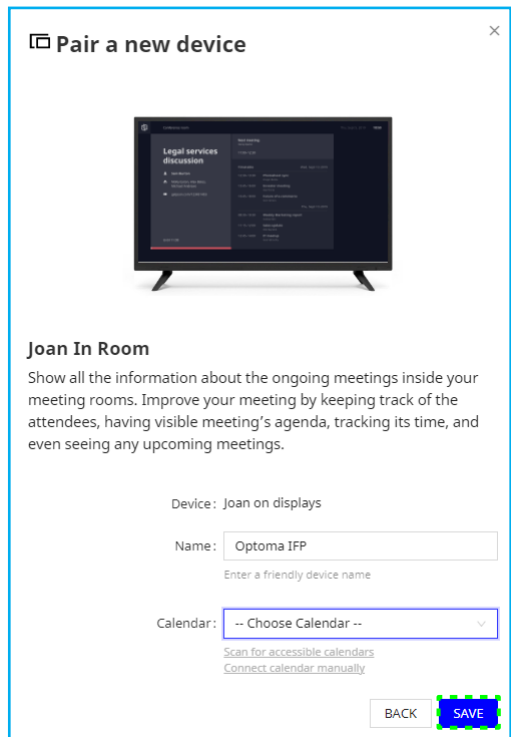 Pair a new device
Legal services
discussion
Joan In Room
Show all the information about the ongoing meetings inside your
meeting rooms. Improve your meeting by keeping track of the
attendees, having visible meeting’s agenda, tracking its time, and
even seeing any upcoming meetings.
Device: Joan on displays
Name: Optoma IFP
Enter a friendly device name
Calendar: -- Choose Calendar --
Scan for accessible calendars
Connect calendar manually
BACK SAVE